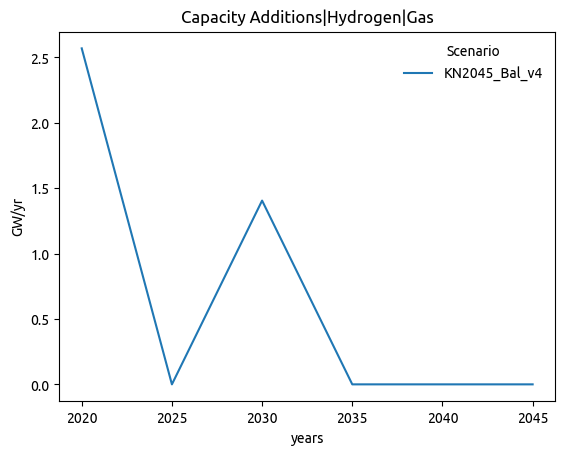 Capacity Additions|Hydrogen|Gas
Scenario
KN2045_Bal_v4
GW/yr
2.5
2.0
1.5
1.0
0.5
0.0
2020 2025 2030 2035 2040 2045
years